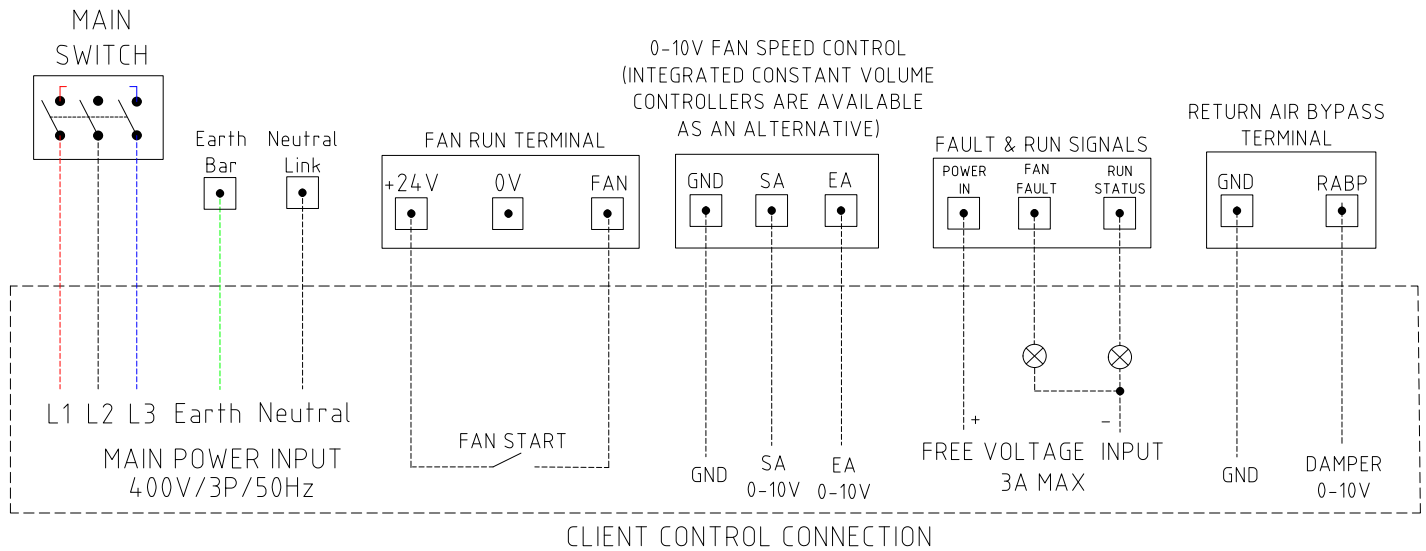 MAIN
SWITCH
Earth
Bar
Neutral
Link
FAN RUN TERMINAL
+24V
0V
FAN
0-10V FAN SPEED CONTROL
(INTEGRATED CONSTANT VOLUME
CONTROLLERS ARE AVAILABLE
AS AN ALTERNATIVE)
GND
SA
EA
FAULT & RUN SIGNALS
POWER
IN
FAN
FAULT
RUN
STATUS
RETURN AIR BYPASS
TERMINAL
GND
RABP
L1 L2 L3 Earth Neutral
MAIN POWER INPUT
400V/3P/50Hz
FAN START
GND
SA
0-10V
EA
0-10V
+
-
FREE VOLTAGE INPUT
3A MAX
GND
DAMPER
0-10V
CLIENT CONTROL CONNECTION